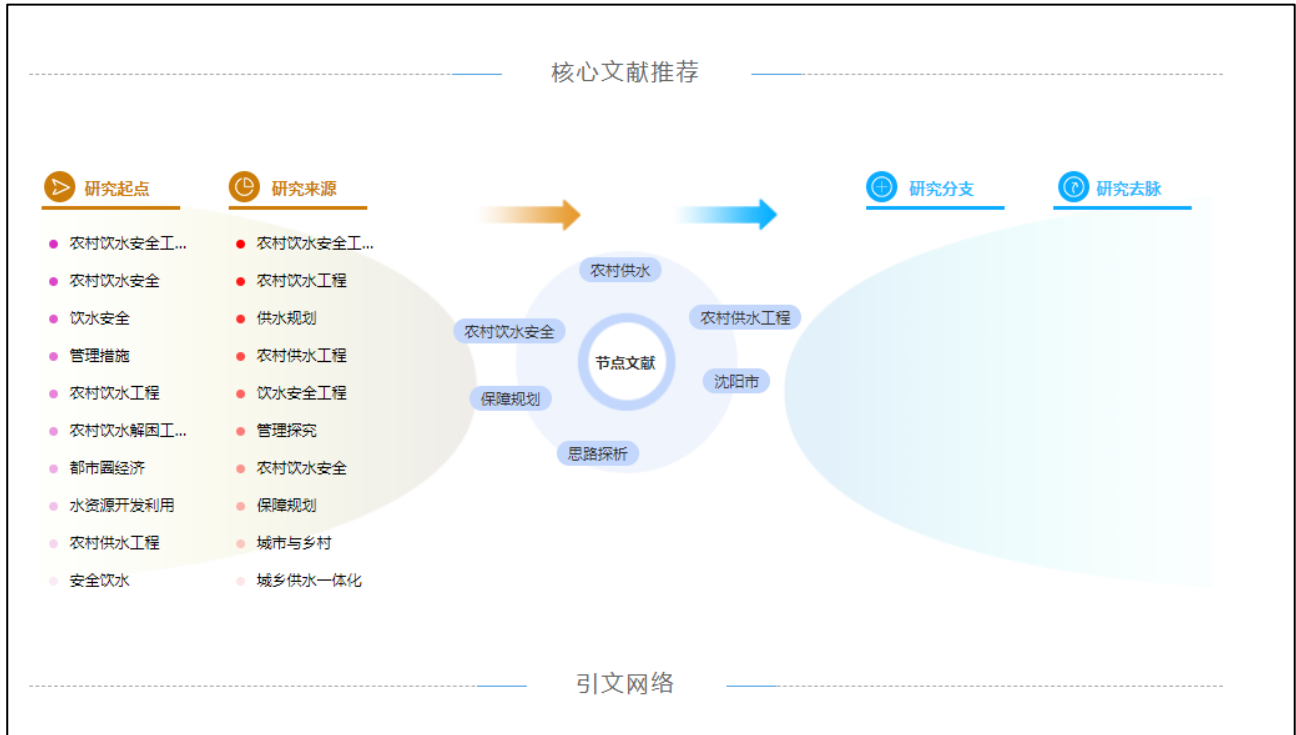 核心文献推荐
研究起点
研究来源
研究分支
研究去脉
农村饮水安全工...
农村饮水安全
饮水安全
管理措施
农村饮水工程
农村饮水解困工...
都市圈经济
水资源开发利用
农村供水工程
安全饮水
农村饮水安全工...
农村饮水工程
供水规划
农村供水工程
饮水安全工程
管理探究
农村饮水安全
保障规划
城市与乡村
城乡供水一体化
农村供水
农村饮水安全
农村供水工程
节点文献
沈阳市
保障规划
思路探析
引文网络